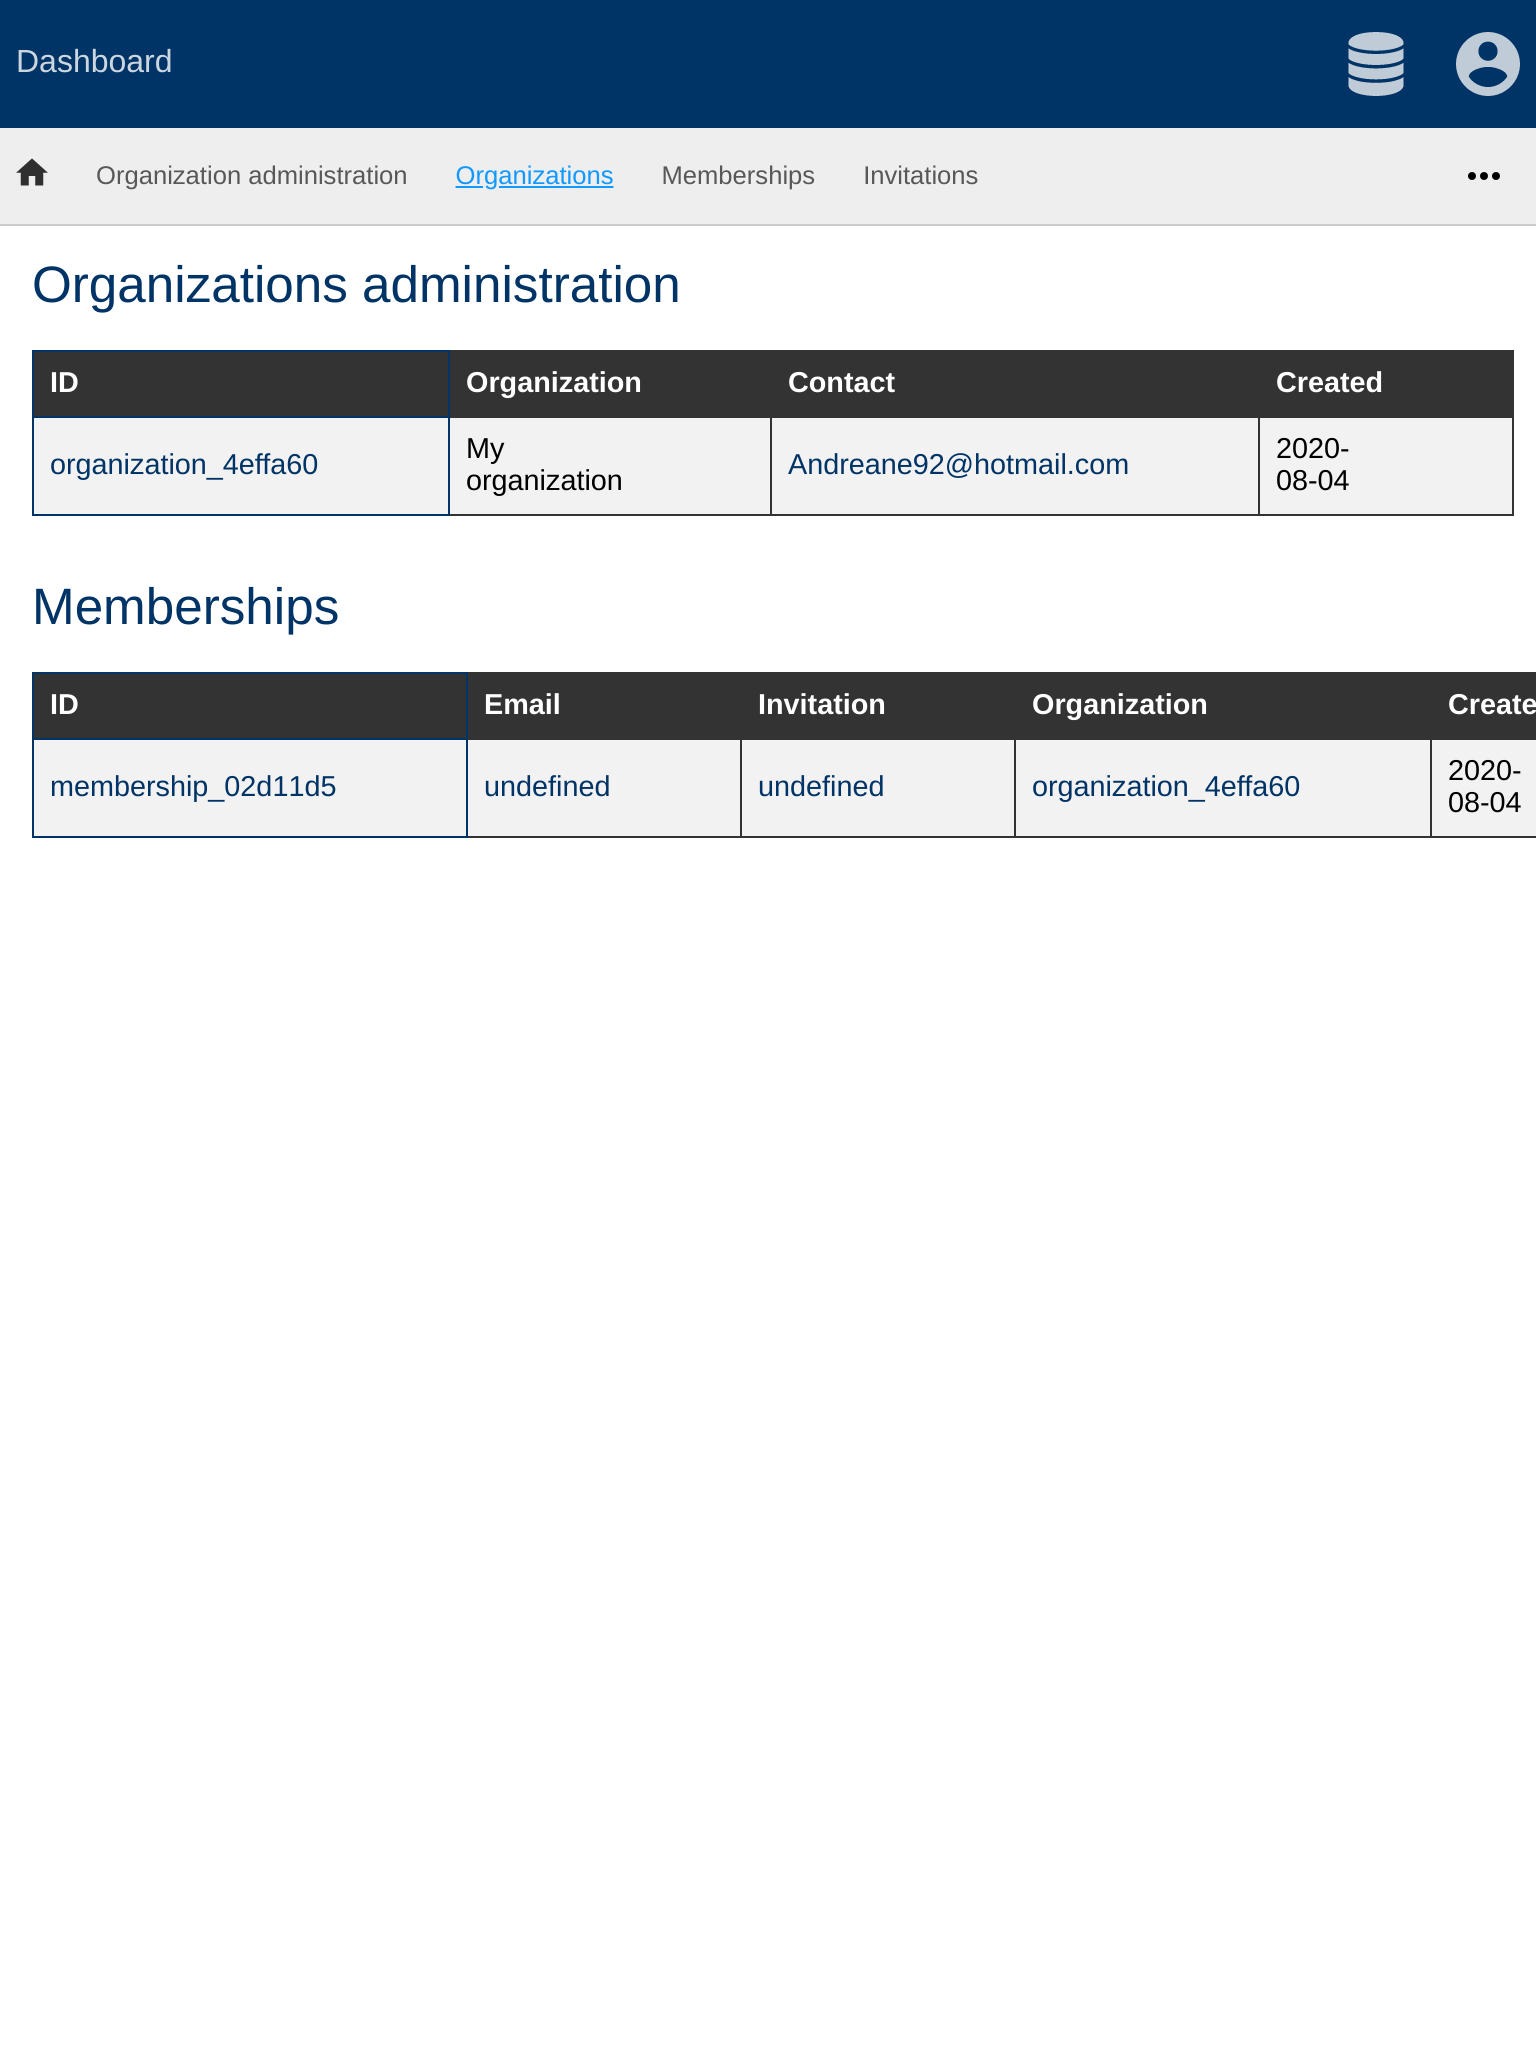 Dashboard
Organization administration Organizations Memberships Invitations
Organizations administration
ID Organization Contact Created
organization_4effa60 My organization Andreane92@hotmail.com 2020-08-04
Memberships
ID Email Invitation Organization Create
membership_02d11d5 undefined undefined organization_4effa60 2020-08-04